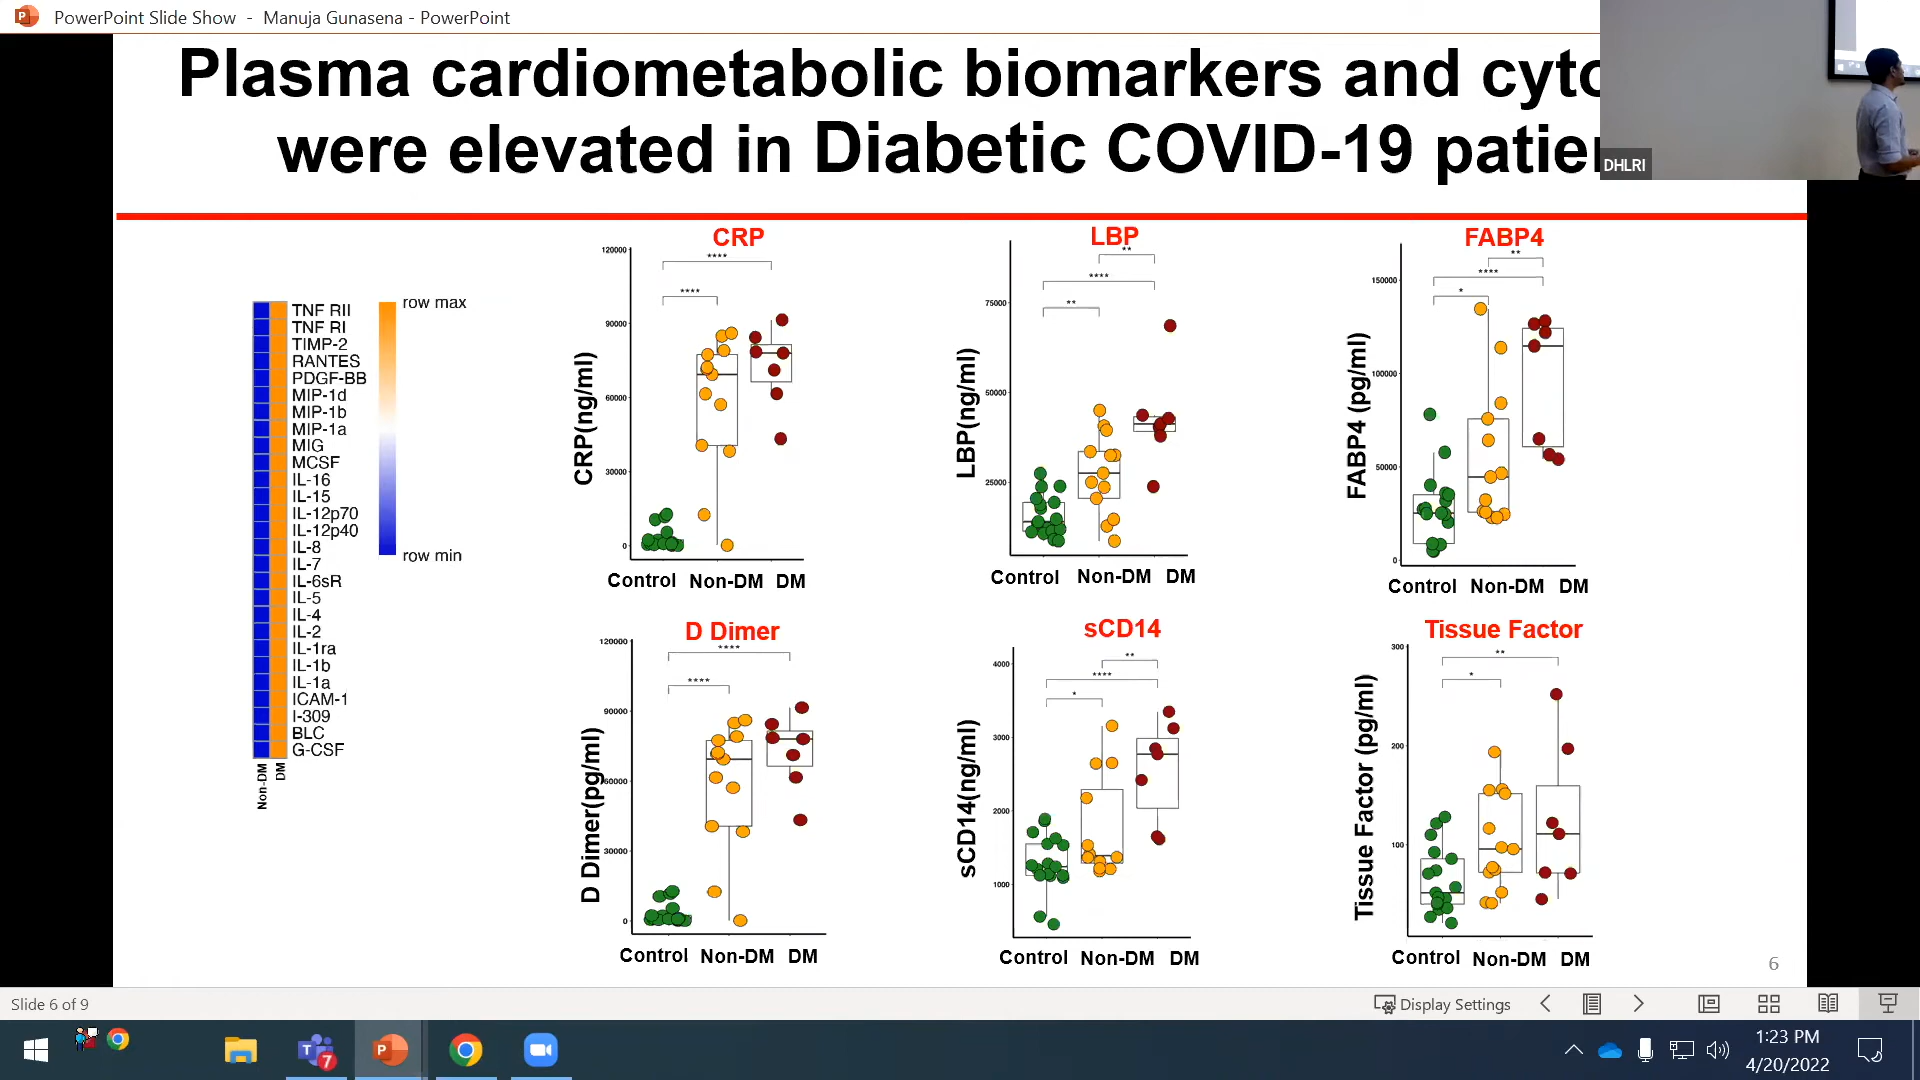 PowerPoint Slide Show - Manuja Gunasena - PowerPoint
Plasma cardiometabolic biomarkers and
were elevated in Diabetic COVID-19
DHLRI
TNF RII
TNF RI
TIMP-2
RANTES
PDGF-BB
MIP-1d
MIP-1b
MIP-1a
MIG
MCSF
IL-16
IL-15
IL-12p70
IL-12p40
IL-8
IL-7
IL-6sR
IL-5
IL-4
IL-2
IL-1ra
IL-1b
IL-1a
ICAM-1
I-309
BLC
G-CSF
Non-DM
DM
row max
row min
CRP
CRP(ng/ml)
120000
90000
60000
30000
0
****
****
Control Non-DM DM
LBP
LBP(ng/ml)
75000
50000
25000
**
****
**
Control Non-DM DM
FABP4
FABP4 (pg/ml)
150000
100000
50000
0
**
****
*
Control Non-DM DM
D Dimer
D Dimer(pg/ml)
120000
90000
60000
30000
0
****
****
Control Non-DM DM
sCD14
sCD14(ng/ml)
4000
3000
2000
1000
**
****
*
Control Non-DM DM
Tissue Factor
Tissue Factor (pg/ml)
300
200
100
**
*
Control Non-DM DM
6
Slide 6 of 9
Display Settings
7
1:23 PM
4/20/2022